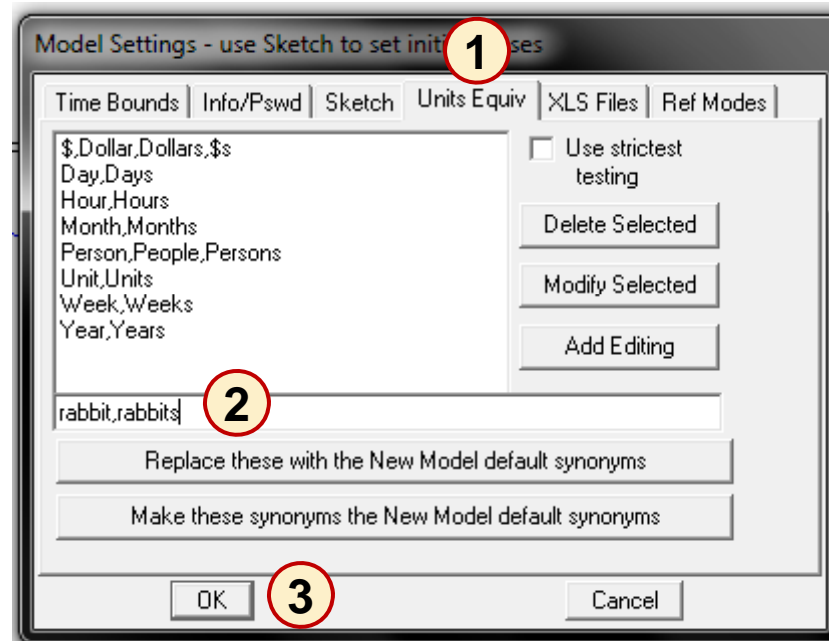 Model Settings - use Sketch to set initi ses
1
Time Bounds Info/Pswd Sketch Units Equiv XLS Files Ref Modes
$,Dollar,Dollars,$s
Day,Days
Hour,Hours
Month,Months
Person,People,Persons
Unit,Units
Week,Weeks
Year,Years
Use strictest
testing
Delete Selected
Modify Selected
Add Editing
rabbit,rabbits
2
Replace these with the New Model default synonyms
Make these synonyms the New Model default synonyms
OK
3
Cancel